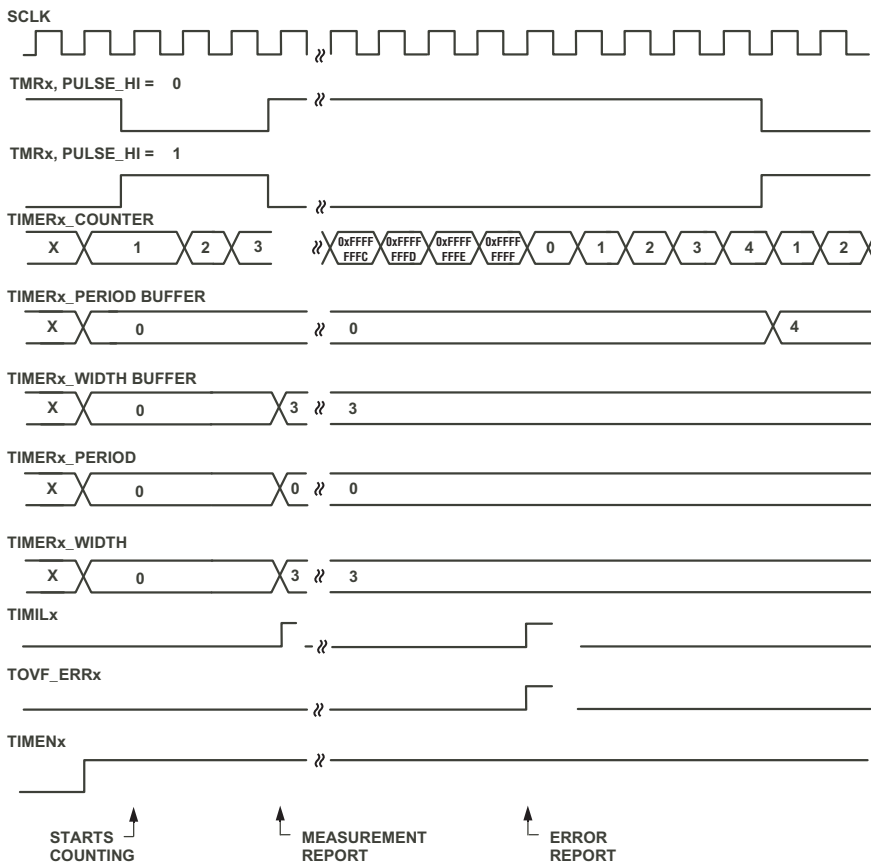 SCLK
TMRx, PULSE_HI = 0
TMRx, PULSE_HI = 1
TIMERx_COUNTER
X 1 2 3 0xFFFF FFFC 0xFFFF FFFD 0xFFFF FFFE 0xFFFF FFFF 0 1 2 3 4 1 2
TIMERx_PERIOD BUFFER
X 0 0 4
TIMERx_WIDTH BUFFER
X 0 3 3
TIMERx_PERIOD
X 0 0 0
TIMERx_WIDTH
X 0 3 3
TIMILx
TOVF_ERRx
TIMENx
STARTS COUNTING
MEASUREMENT REPORT
ERROR REPORT